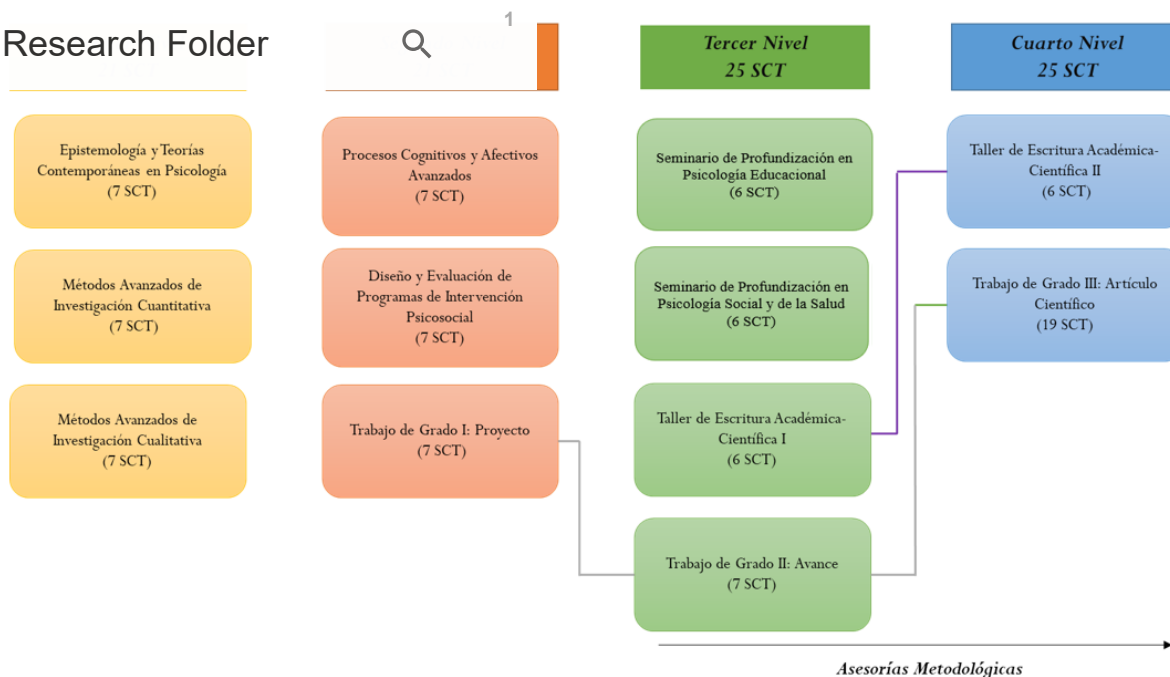 1
Research Folder
Tercer Nivel
25 SCT
Cuarto Nivel
25 SCT
Epistemología y Teorías
Contemporáneas en Psicología
(7 SCT)
Métodos Avanzados de
Investigación Cuantitativa
(7 SCT)
Métodos Avanzados de
Investigación Cualitativa
(7 SCT)
Procesos Cognitivos y Afectivos
Avanzados
(7 SCT)
Diseño y Evaluación de
Programas de Intervención
Psicosocial
(7 SCT)
Trabajo de Grado I: Proyecto
(7 SCT)
Seminario de Profundización en
Psicología Educacional
(6 SCT)
Seminario de Profundización en
Psicología Social y de la Salud
(6 SCT)
Taller de Escritura Académica-
Científica I
(6 SCT)
Trabajo de Grado II: Avance
(7 SCT)
Taller de Escritura Académica-
Científica II
(6 SCT)
Trabajo de Grado III: Artículo
Científico
(19 SCT)
Asesorías Metodológicas